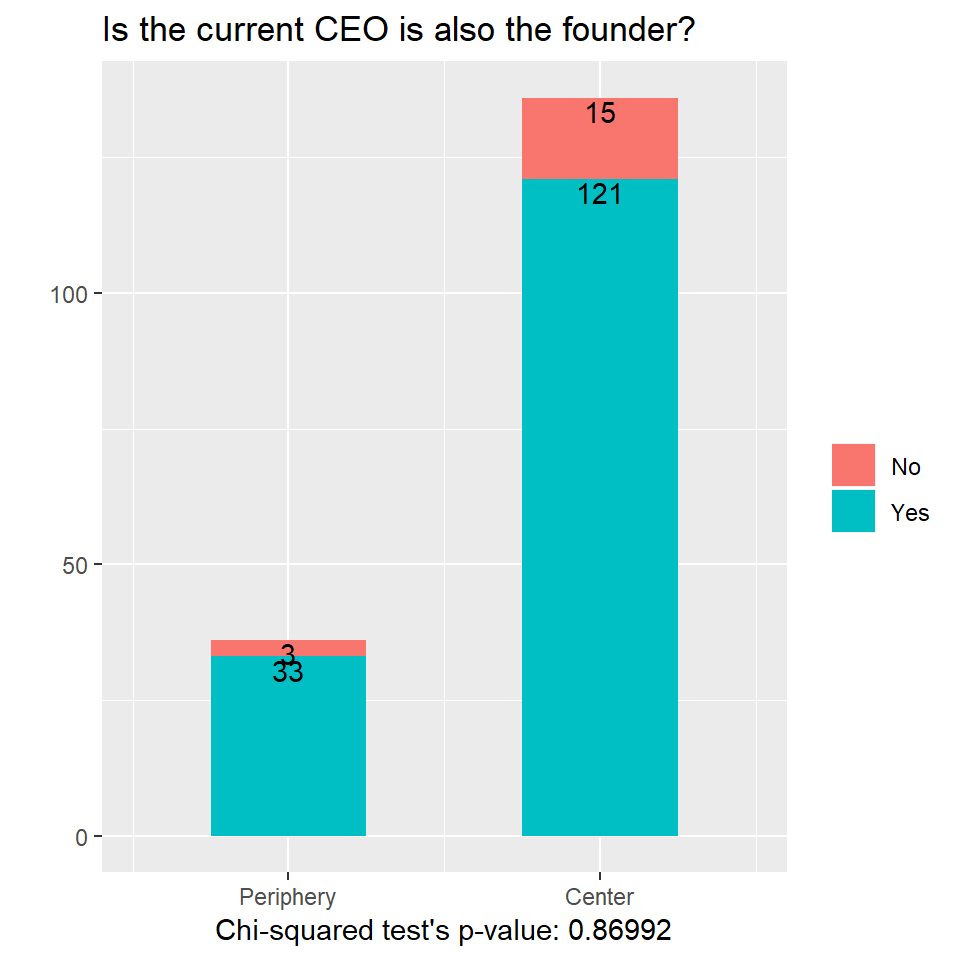 Is the current CEO is also the founder?
15
121
100
No
Yes
50
3
33
0
Periphery Center
Chi-squared test's p-value: 0.86992